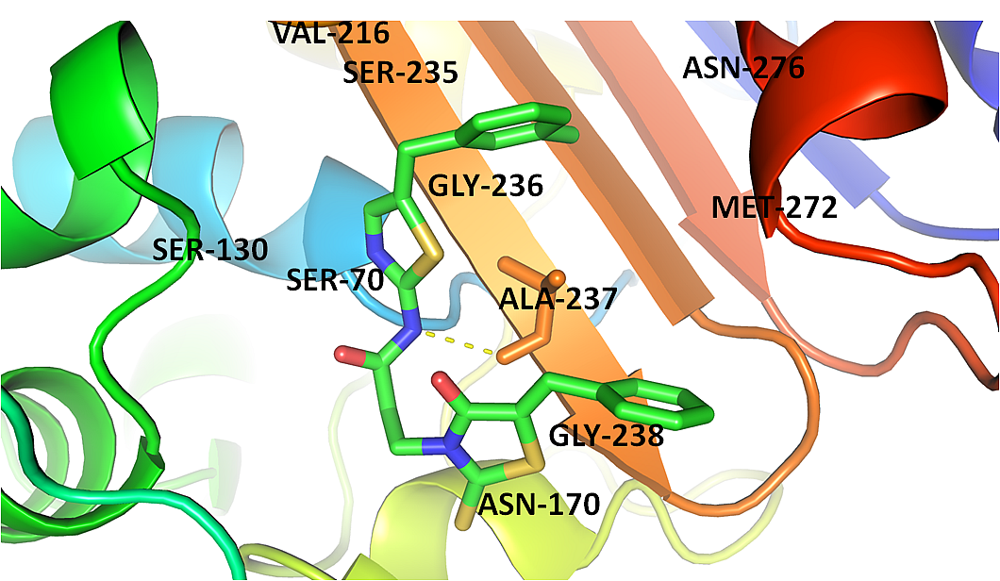 VAL-216
SER-235
ASN-276
GLY-236
MET-272
SER-130
SER-70
ALA-237
GLY-238
ASN-170